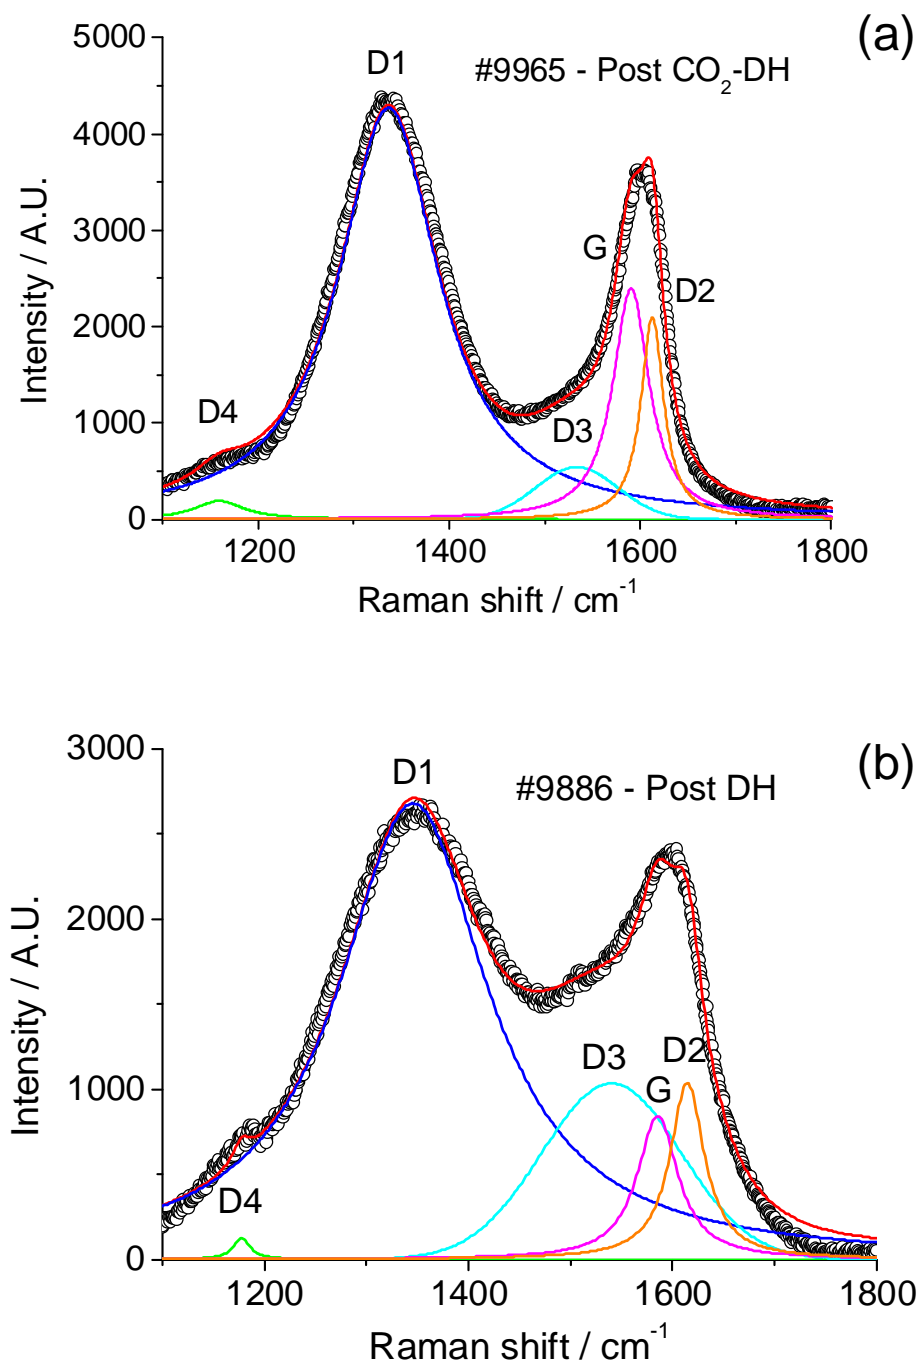 (a)
5000
D1
#9965 - Post CO2-DH
4000
3000
G
D2
2000
1000
D4
D3
0
1200 1400 1600 1800
Intensity / A.U.
Raman shift / cm-1
(b)
3000
D1
#9886 - Post DH
2000
D3 D2
1000
G
D4
0
1200 1400 1600 1800
Intensity / A.U.
Raman shift / cm-1